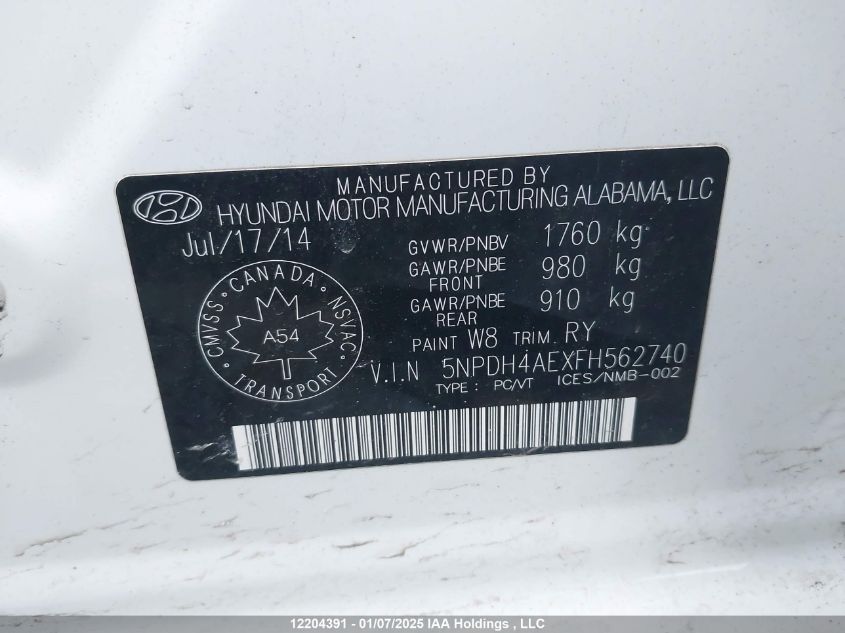 MANUFACTURED BY
HYUNDAI MOTOR MANUFACTURING ALABAMA, LLC
Jul/17/14
GVWR/PNBV 1760 kg
GAWR/PNBE FRONT 980 kg
GAWR/PNBE REAR 910 kg
PAINT W8 TRIM. RY
V.I.N 5NPDH4AEXFH562740
TYPE : PC/VT ICES/NMB-002
CANADA
CMVSS • NSVAC
A54
TRANSPORT
12204391 - 01/07/2025 IAA Holdings , LLC